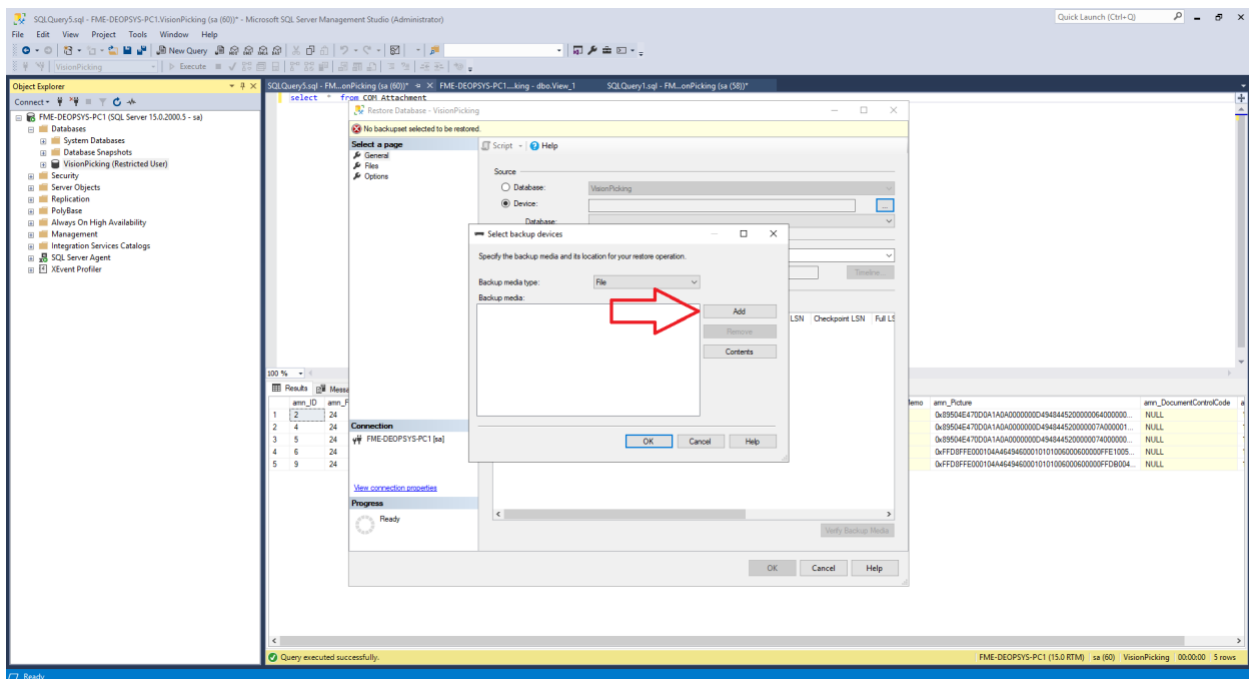 SQLQuery5.sql - FME-DEOPSYS-PC1.VisionPicking (sa (60))* - Microsoft SQL Server Management Studio (Administrator)
Quick Launch (Ctrl+Q)
File Edit View Project Tools Window Help
New Query
VisionPicking
Execute
Object Explorer
Connect
FME-DEOPSYS-PC1 (SQL Server 15.0.2000.5 - sa)
Databases
System Databases
Database Snapshots
VisionPicking (Restricted User)
Security
Server Objects
Replication
PolyBase
Always On High Availability
Management
Integration Services Catalogs
SQL Server Agent
XEvent Profiler
SQLQuery5.sql - FM...onPicking (sa (60))* FME-DEOPSYS-PC1....king - dbo.View_1 SQLQuery1.sql - FM...onPicking (sa (58))*
select * from COM_Attachment
Restore Database - VisionPicking
No backupset selected to be restored.
Select a page
General
Files
Options
Script Help
Source
Database: VisionPicking
Device: ...
Database:
Select backup devices
Specify the backup media and its location for your restore operation.
Backup media type: File
Backup media:
Add
Remove
Contents
OK Cancel Help
Timeline...
LSN Checkpoint LSN Full LS
Connection
FME-DEOPSYS-PC1 [sa]
View connection properties
Progress
Ready
Verify Backup Media
OK Cancel Help
100 %
Results Messa
amn_ID amn_F lemo amn_Picture amn_DocumentControlCode a
1 2 24 0x89504E470D0A1A0A0000000D4948445200000064000000... NULL
2 4 24 0x89504E470D0A1A0A0000000D494844520000007A000001... NULL
3 5 24 0x89504E470D0A1A0A0000000D4948445200000074000000... NULL
4 6 24 0xFFD8FFE000104A46494600010101006000600000FFE1005... NULL
5 9 24 0xFFD8FFE000104A46494600010101006000600000FFDB004... NULL
Query executed successfully.
FME-DEOPSYS-PC1 (15.0 RTM) sa (60) VisionPicking 00:00:00 5 rows
Ready